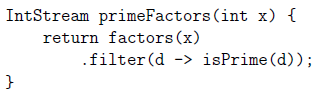 IntStream primeFactors(int x) {
    return factors(x)
        .filter(d -> isPrime(d));
}